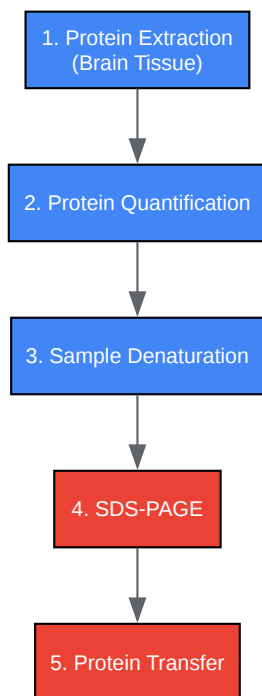 1. Protein Extraction
(Brain Tissue)
2. Protein Quantification
3. Sample Denaturation
4. SDS-PAGE
5. Protein Transfer